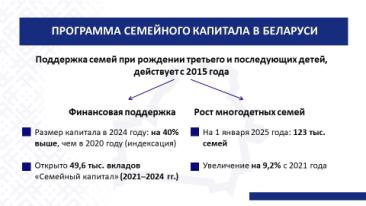 ПРОГРАММА СЕМЕЙНОГО КАПИТАЛА В БЕЛАРУСИ
Поддержка семей при рождении третьего и последующих детей,
действует с 2015 года
Финансовая поддержка
Размер капитала в 2024 году: на 40%
выше, чем в 2020 году (индексация)
Открыто 49,6 тыс. вкладов
«Семейный капитал» (2021–2024 гг.)
Рост многодетных семей
На 1 января 2025 года: 123 тыс.
семей
Увеличение на 9,2% с 2021 года